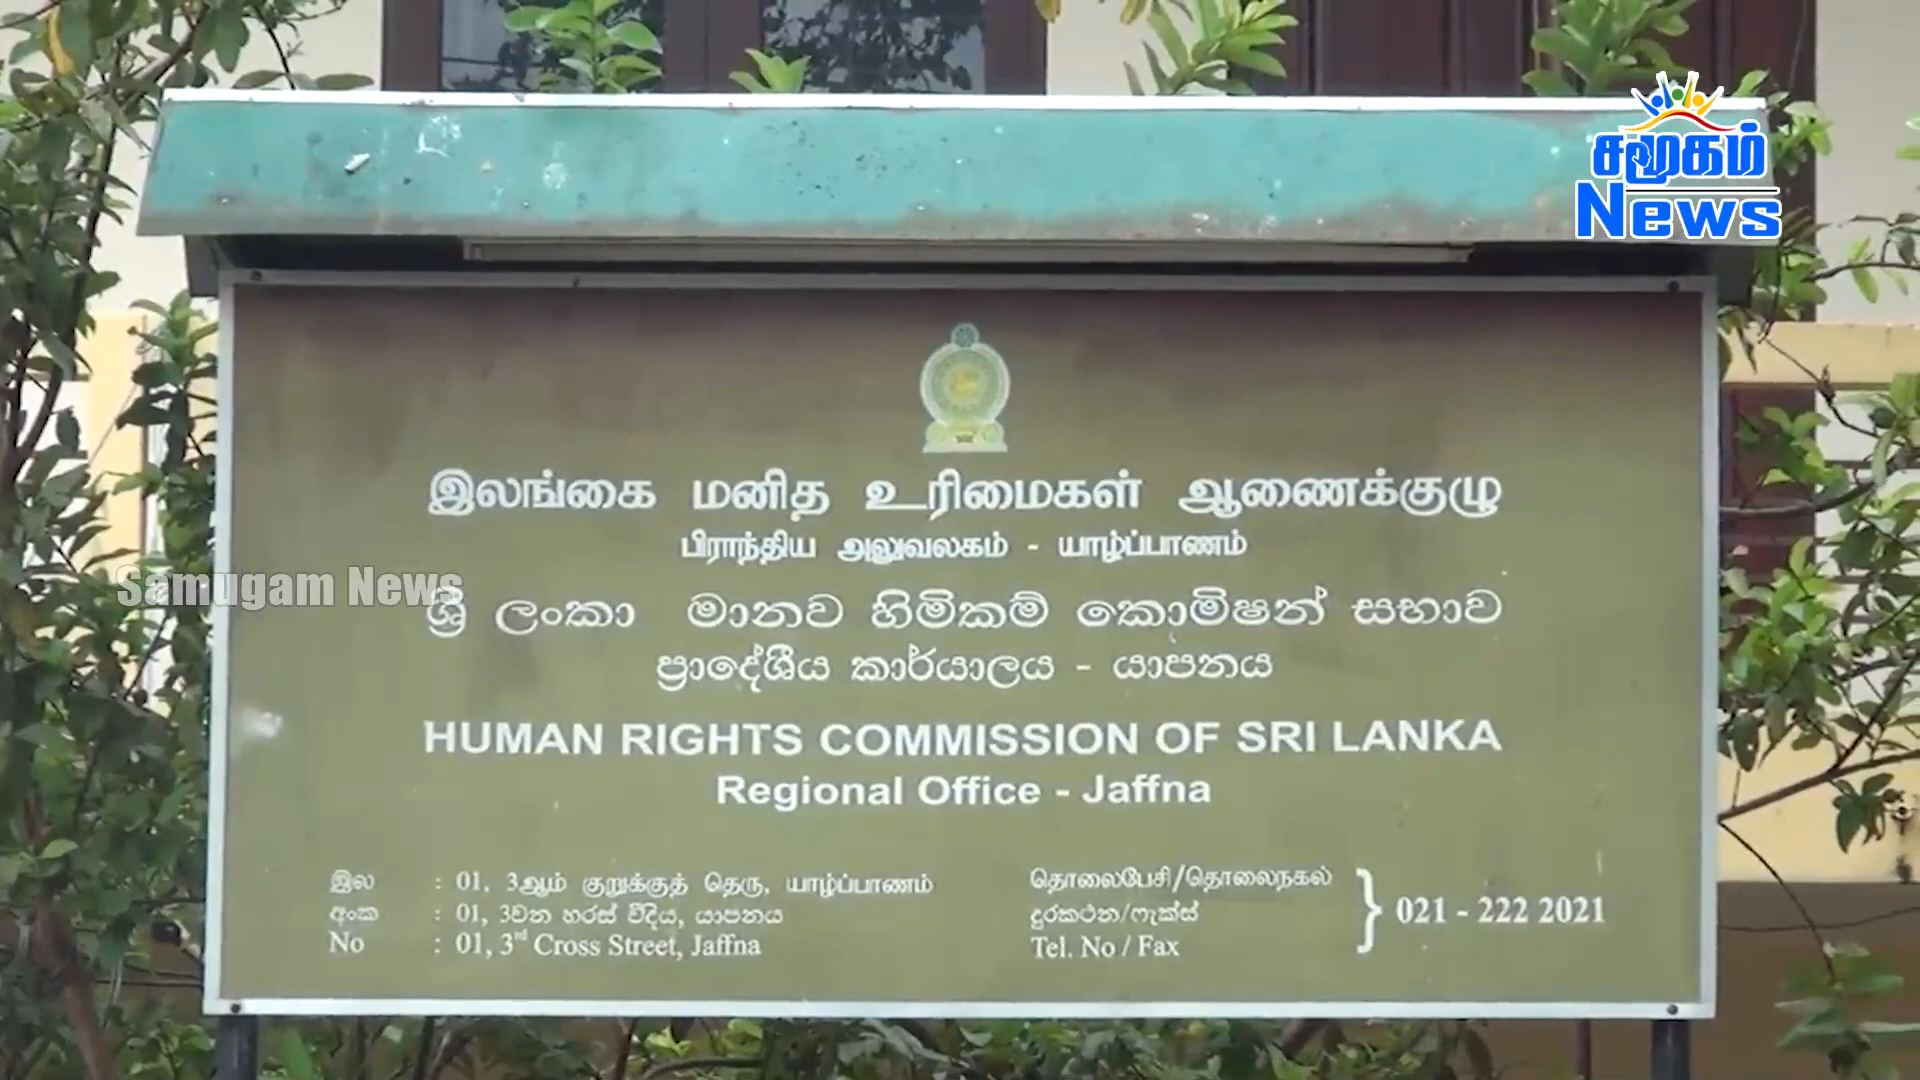 சமூகம்
News
இலங்கை மனித உரிமைகள் ஆணைக்குழு
பிராந்திய அலுவலகம் - யாழ்ப்பாணம்
Samugam News
ශ්‍රී ලංකා මානව හිමිකම් කොමිෂන් සභාව
ප්‍රාදේශීය කාර්යාලය - යාපනය
HUMAN RIGHTS COMMISSION OF SRI LANKA
Regional Office - Jaffna
இல : 01, 3ஆம் குறுக்குத் தெரு, யாழ்ப்பாணம்
අංක : 01, 3වන හරස් වීදිය, යාපනය
No : 01, 3rd Cross Street, Jaffna
தொலைபேசி/தொலைநகல்
දුරකථන/ෆැක්ස්
Tel. No / Fax
} 021 - 222 2021